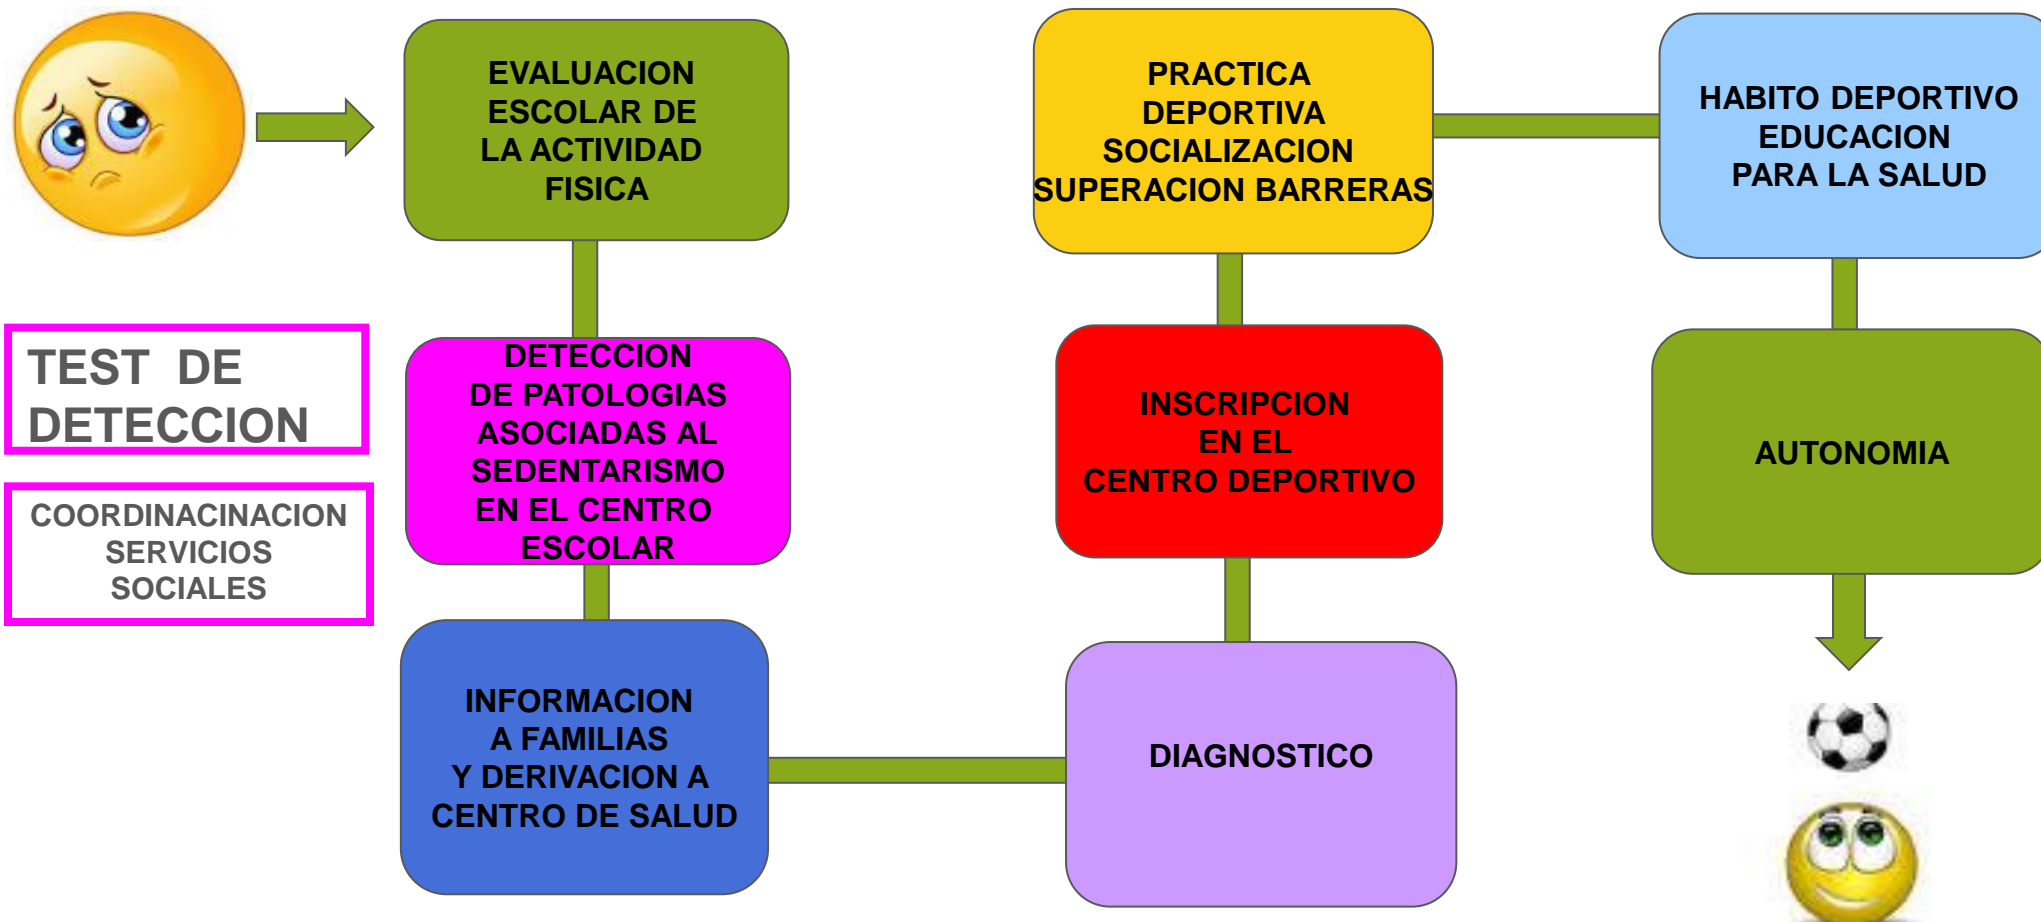 EVALUACION
ESCOLAR DE
LA ACTIVIDAD
FISICA
TEST DE
DETECCION
COORDINACINACION
SERVICIOS
SOCIALES
DETECCION
DE PATOLOGIAS
ASOCIADAS AL
SEDENTARISMO
EN EL CENTRO
ESCOLAR
INFORMACION
A FAMILIAS
Y DERIVACION A
CENTRO DE SALUD
DIAGNOSTICO
INSCRIPCION
EN EL
CENTRO DEPORTIVO
PRACTICA
DEPORTIVA
SOCIALIZACION
SUPERACION BARRERAS
HABITO DEPORTIVO
EDUCACION
PARA LA SALUD
AUTONOMIA